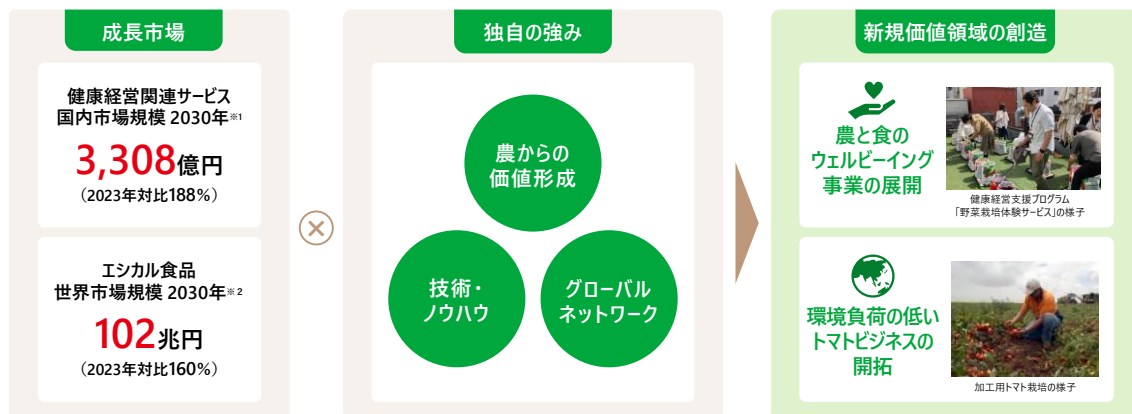 成長市場
健康経営関連サービス
国内市場規模 2030年※1
3,308億円
（2023年対比188%）
エシカル食品
世界市場規模 2030年※2
102兆円
（2023年対比160%）
独自の強み
農からの
価値形成
技術・
ノウハウ
グローバル
ネットワーク
新規価値領域の創造
農と食の
ウェルビーイング
事業の展開
健康経営支援プログラム
「野菜栽培体験サービス」の様子
環境負荷の低い
トマトビジネスの
開拓
加工用トマト栽培の様子